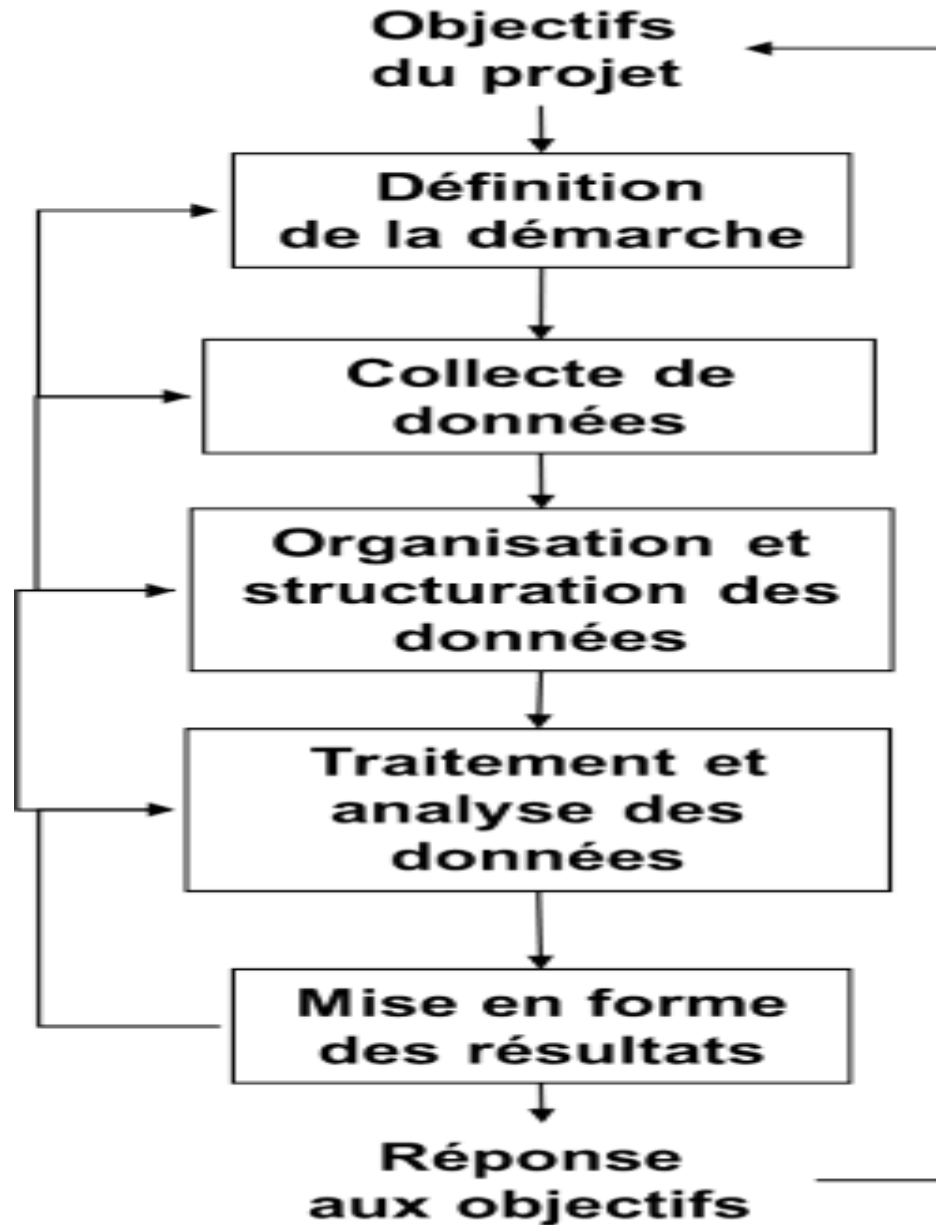 Objectifs
du projet
Définition
de la démarche
Collecte de
données
Organisation et
structuration des
données
Traitement et
analyse des
données
Mise en forme
des résultats
Réponse
aux objectifs